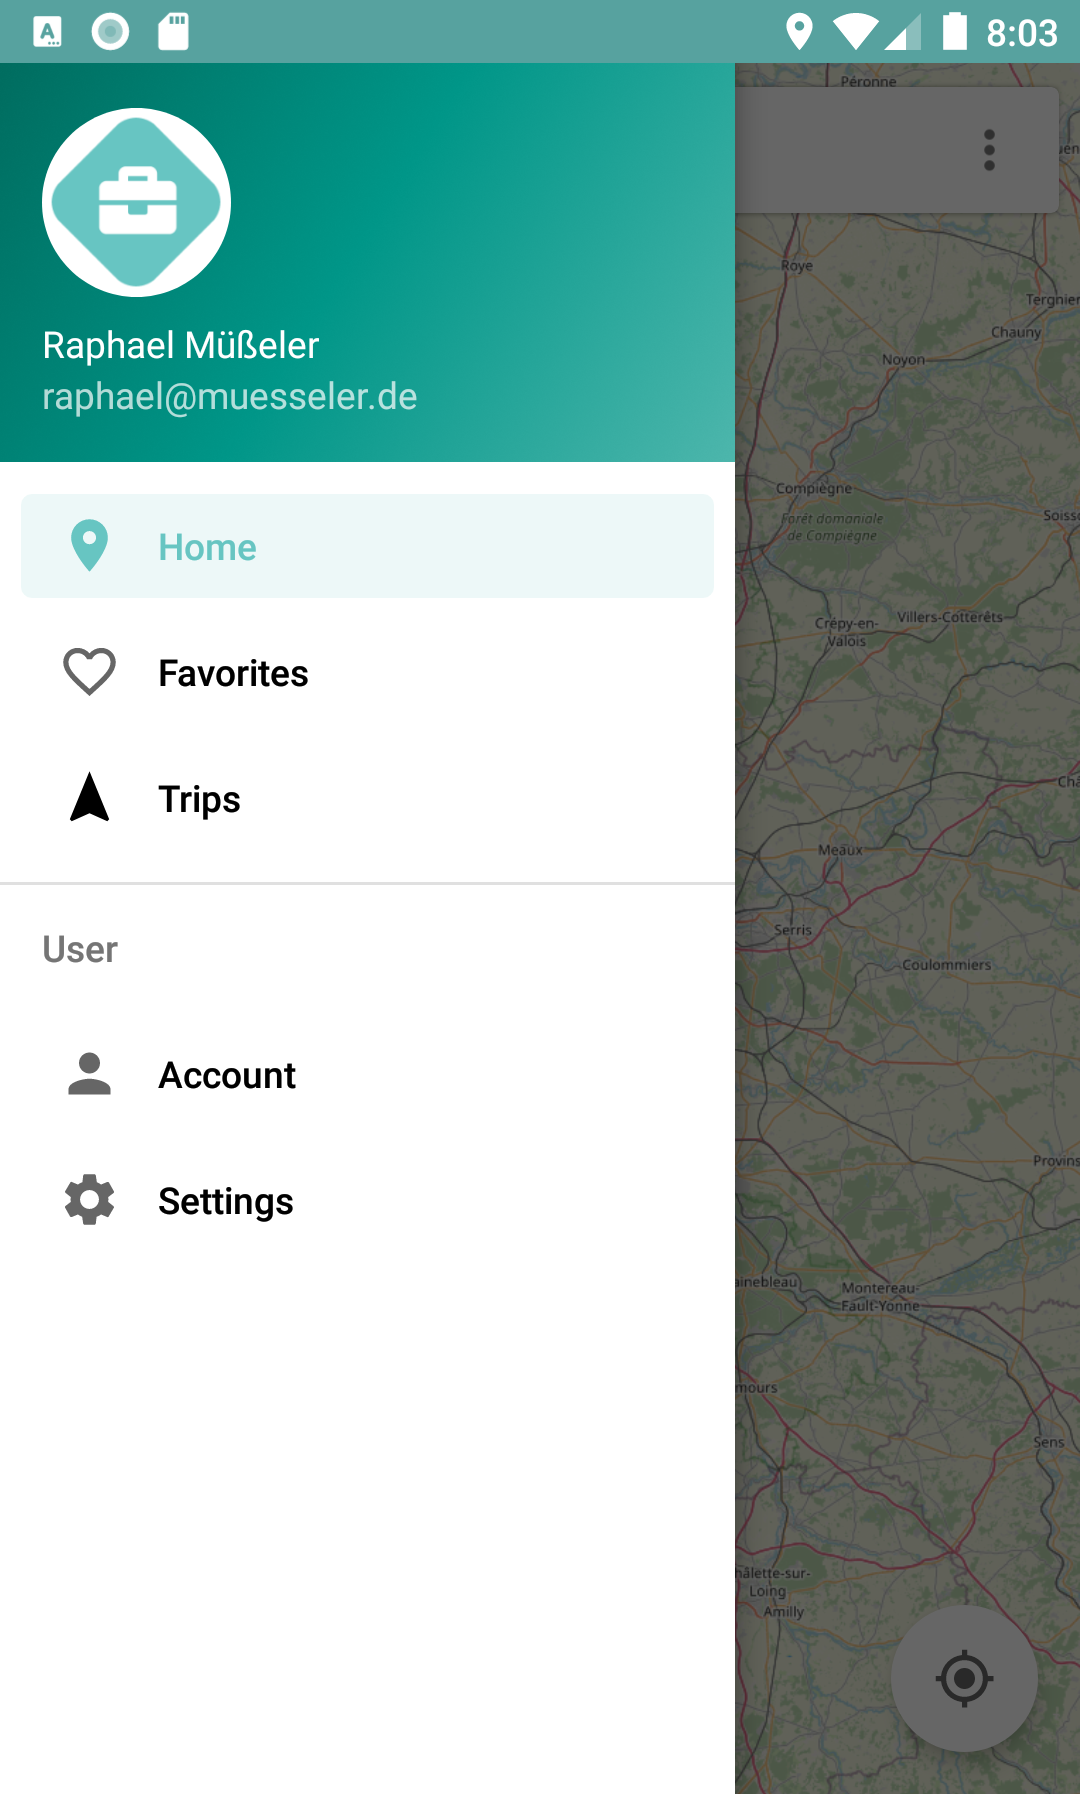 8:03
Raphael Müßeler
raphael@muesseler.de
Home
Favorites
Trips
User
Account
Settings
Péronne
Roye
Tergnier
Chauny
Noyon
Compiègne
Forêt domaniale
de Compiègne
Soisso
Villers-Cotterêts
Crépy-en-
Valois
Châ
Meaux
Serris
Coulommiers
Provins
ainebleau
Montereau-
Fault-Yonne
mours
Sens
hâlette-sur-
Loing
Amilly